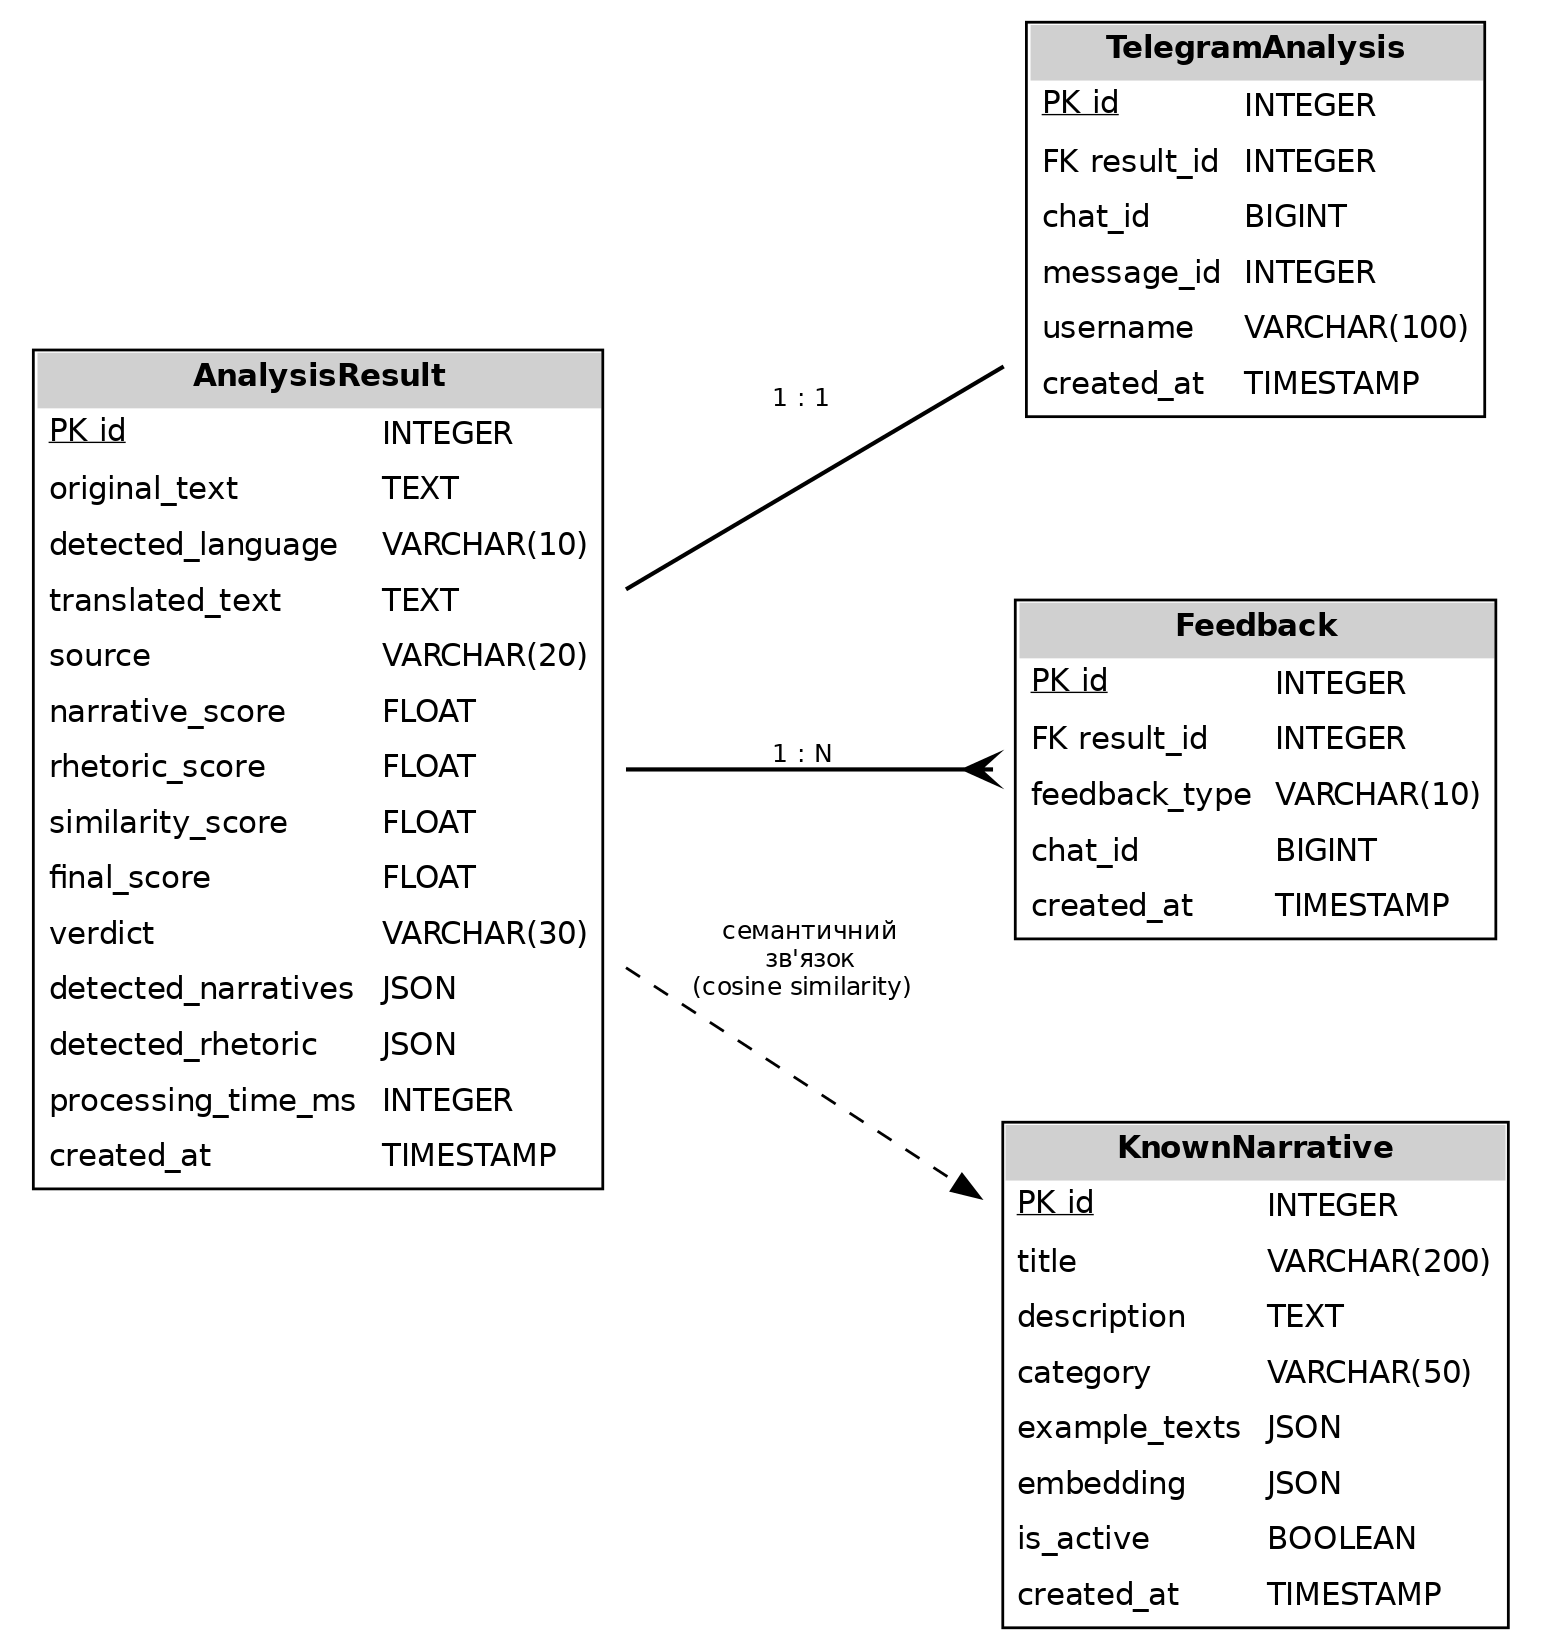 TelegramAnalysis
PK id INTEGER
FK result_id INTEGER
chat_id BIGINT
message_id INTEGER
username VARCHAR(100)
created_at TIMESTAMP
AnalysisResult
PK id INTEGER
original_text TEXT
detected_language VARCHAR(10)
translated_text TEXT
source VARCHAR(20)
narrative_score FLOAT
rhetoric_score FLOAT
similarity_score FLOAT
final_score FLOAT
verdict VARCHAR(30)
detected_narratives JSON
detected_rhetoric JSON
processing_time_ms INTEGER
created_at TIMESTAMP
1 : 1
1 : N
семантичний
зв'язок
(cosine similarity)
Feedback
PK id INTEGER
FK result_id INTEGER
feedback_type VARCHAR(10)
chat_id BIGINT
created_at TIMESTAMP
KnownNarrative
PK id INTEGER
title VARCHAR(200)
description TEXT
category VARCHAR(50)
example_texts JSON
embedding JSON
is_active BOOLEAN
created_at TIMESTAMP